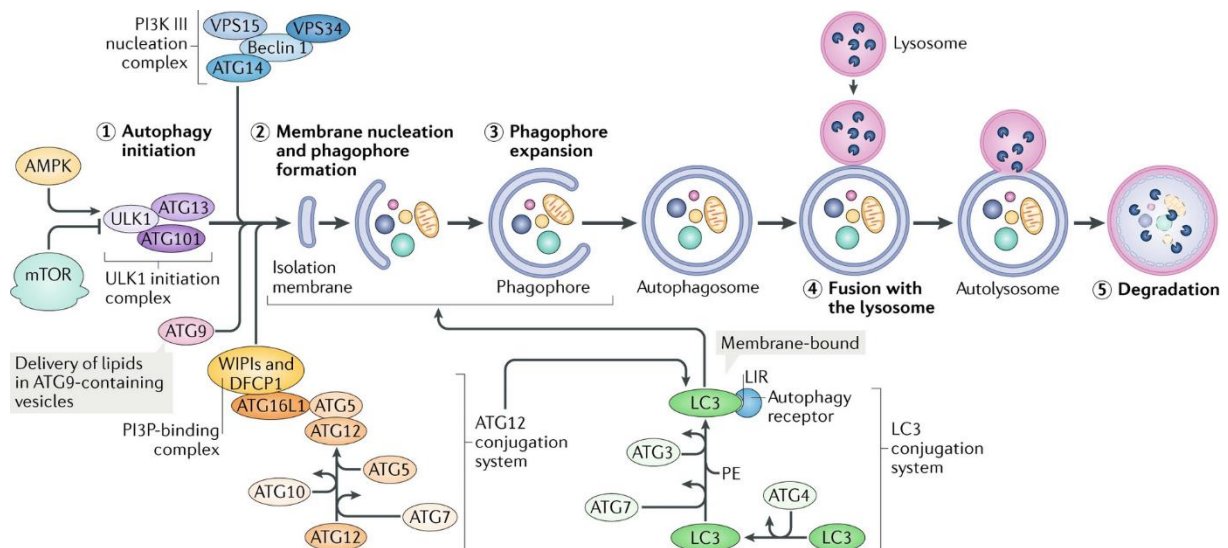 PI3K III
nucleation
complex
VPS15
VPS34
Beclin 1
ATG14
Lysosome
1 Autophagy
initiation
2 Membrane nucleation
and phagophore
formation
3 Phagophore
expansion
AMPK
ULK1
ATG13
ATG101
mTOR
ULK1 initiation
complex
Isolation
membrane
Phagophore
Autophagosome
4 Fusion with
the lysosome
Autolysosome
5 Degradation
ATG9
Delivery of lipids
in ATG9-containing
vesicles
WIPIs and
DFCP1
ATG16L1
ATG5
ATG12
PI3P-binding
complex
ATG5
ATG10
ATG7
ATG12
ATG12
conjugation
system
Membrane-bound
LIR
LC3
Autophagy
receptor
ATG3
PE
ATG7
ATG4
LC3
LC3
LC3
conjugation
system